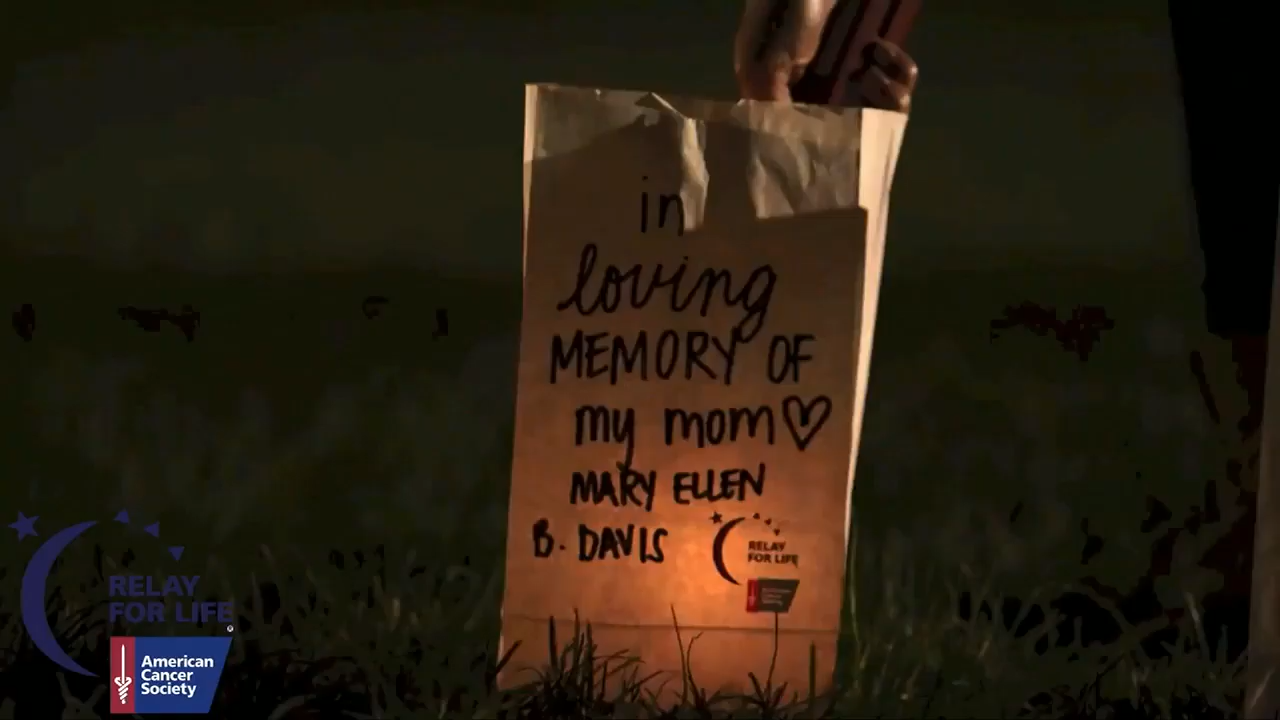 in
loving
MEMORY OF
my mom♡
MARY ELLEN
B. DAVIS
RELAY
FOR LIFE
RELAY
FOR LIFE
®
American
Cancer
Society